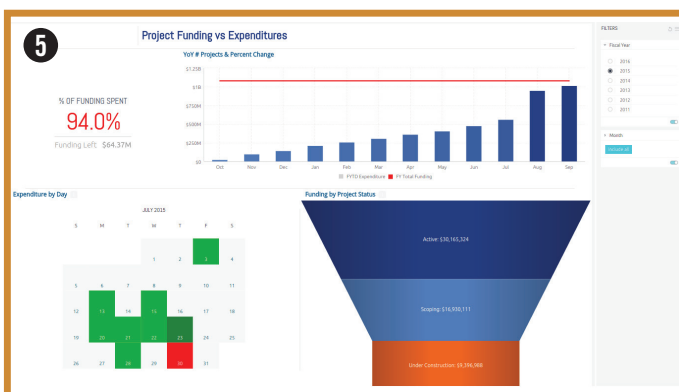 5
Project Funding vs Expenditures
YoY # Projects & Percent Change
% OF FUNDING SPENT
94.0%
Funding Left $64.37M
$1.25B
$1B
$750M
$500M
$250M
$0
Oct Nov Dec Jan Feb Mar Apr May Jun Jul Aug Sep
FYTD Expenditure FY Total Funding
Expenditure by Day
JULY 2015
S M T W T F S
1 2 3 4
5 6 7 8 9 10 11
12 13 14 15 16 17 18
19 20 21 22 23 24 25
26 27 28 29 30 31
Funding by Project Status
Active: $30,165,324
Scoping: $16,930,111
Under Construction: $9,396,988
FILTERS
Fiscal Year
2016
2015
2014
2013
2012
2011
Month